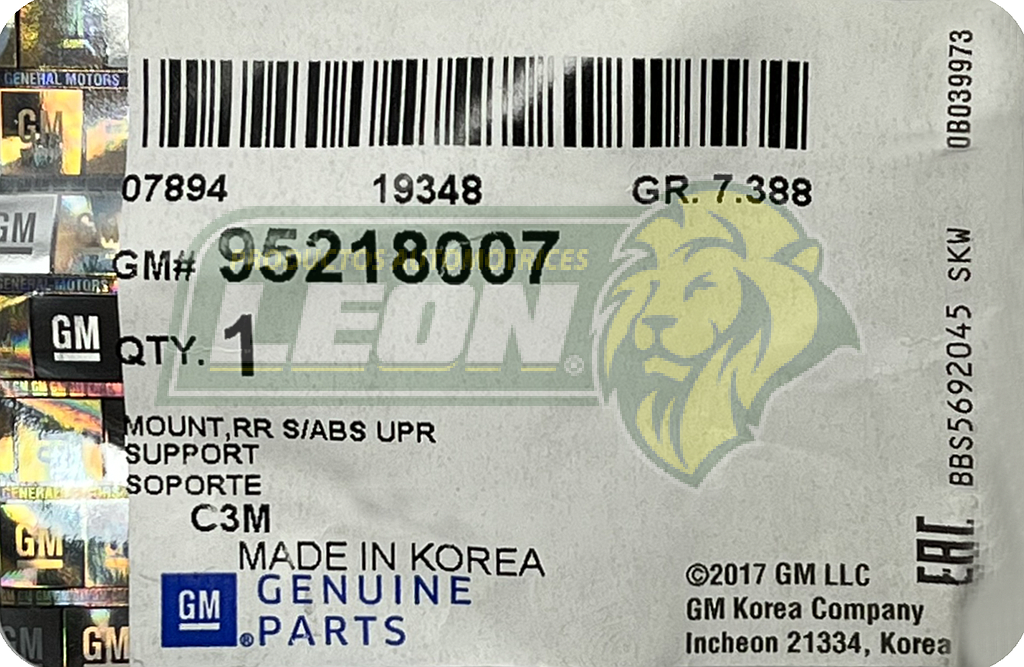 GENERAL MOTORS
GM
07894 19348 GR. 7.388
GM
GM# 95218007
PRODUCTOS AUTOMOTRICES
LEON®
GENERAL MOTORS
GM
QTY. 1
MOUNT,RR S/ABS UPR
SUPPORT
SOPORTE
C3M
GM
MADE IN KOREA
GM® GENUINE
PARTS
GM
GM
©2017 GM LLC
GM Korea Company
Incheon 21334, Korea
0B039973
BBS5692045 SKW
EAC